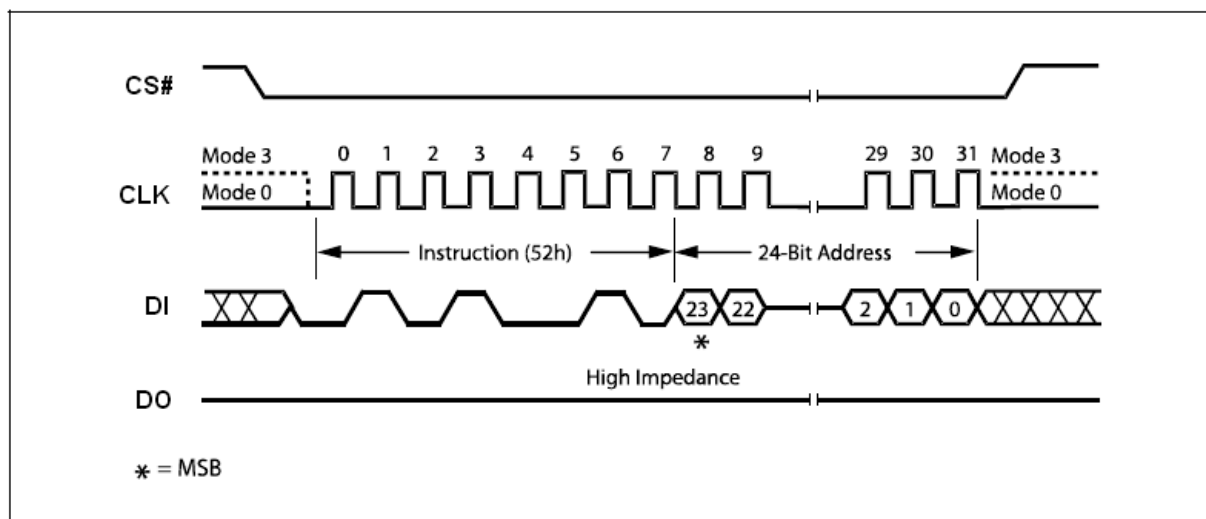 CS#
Mode 3 0 1 2 3 4 5 6 7 8 9 29 30 31 Mode 3
CLK Mode 0 Mode 0
Instruction (52h) 24-Bit Address
DI 23 22 2 1 0
*
High Impedance
DO
* = MSB